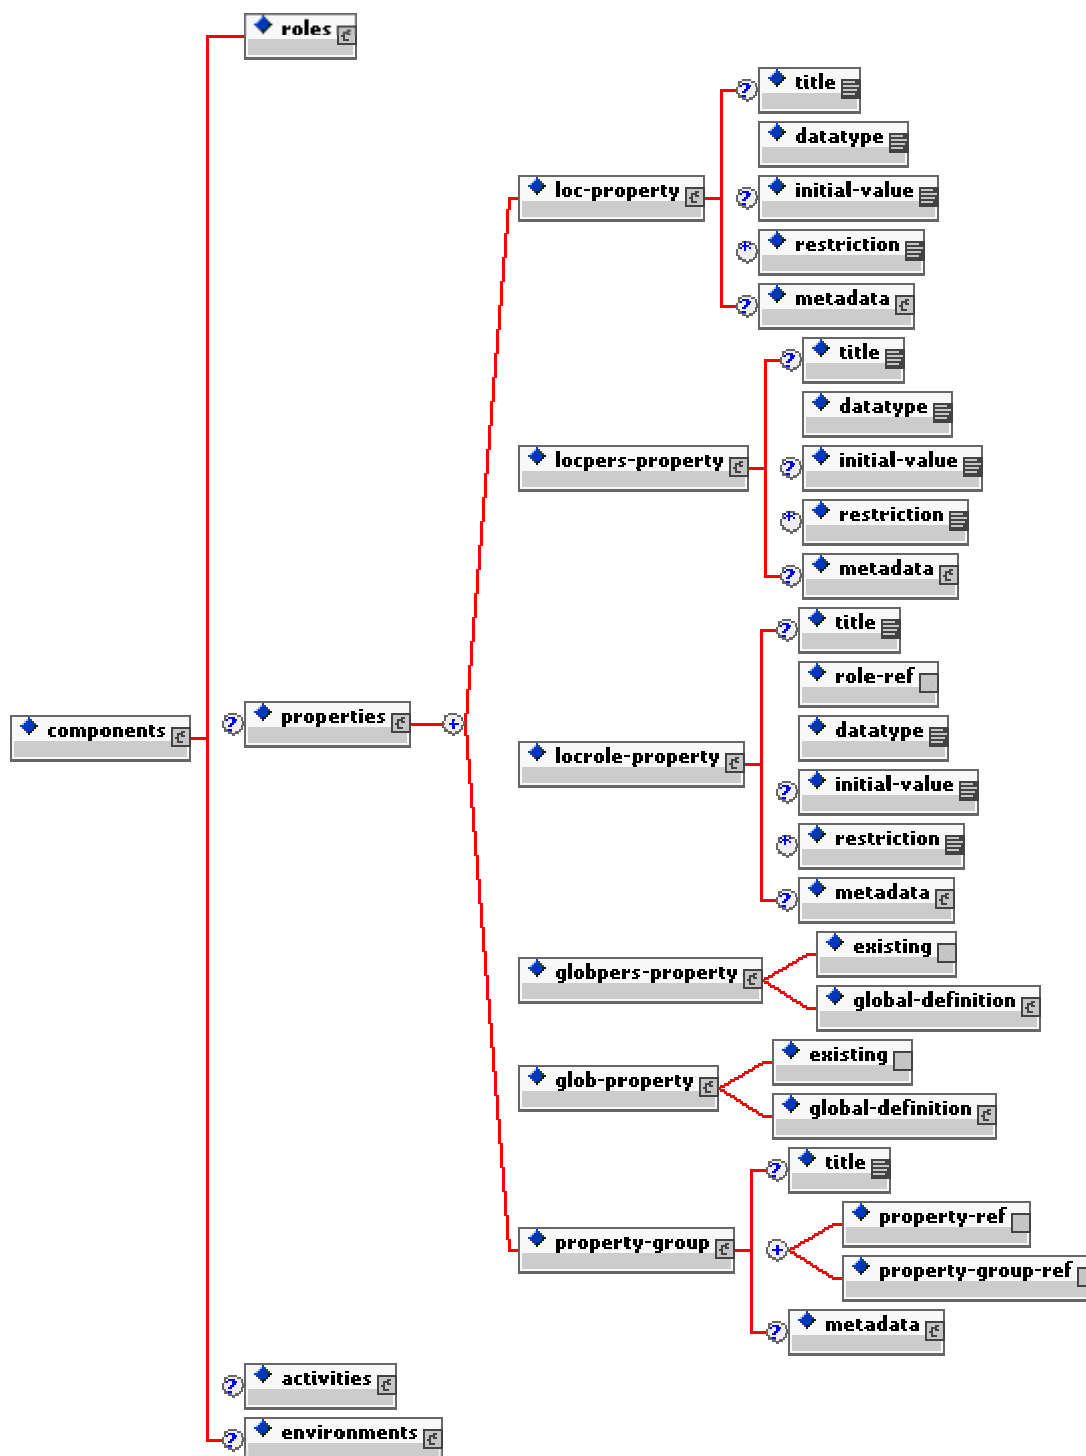 roles
title
datatype
loc-property
initial-value
restriction
metadata
title
datatype
locpers-property
initial-value
restriction
metadata
title
role-ref
properties
components
datatype
locrole-property
initial-value
restriction
metadata
existing
globpers-property
global-definition
existing
glob-property
global-definition
title
property-ref
property-group
property-group-ref
metadata
activities
environments